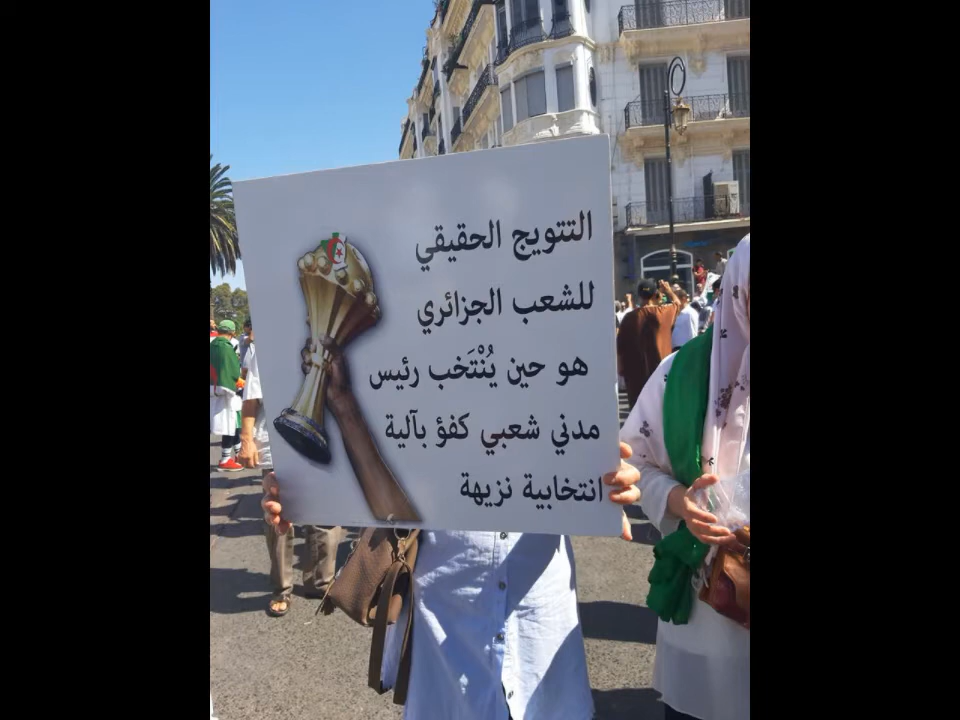 التتويج الحقيقي
للشعب الجزائري
هو حين يُنْتَخب رئيس
مدني شعبي كفؤ بآلية
انتخابية نزيهة